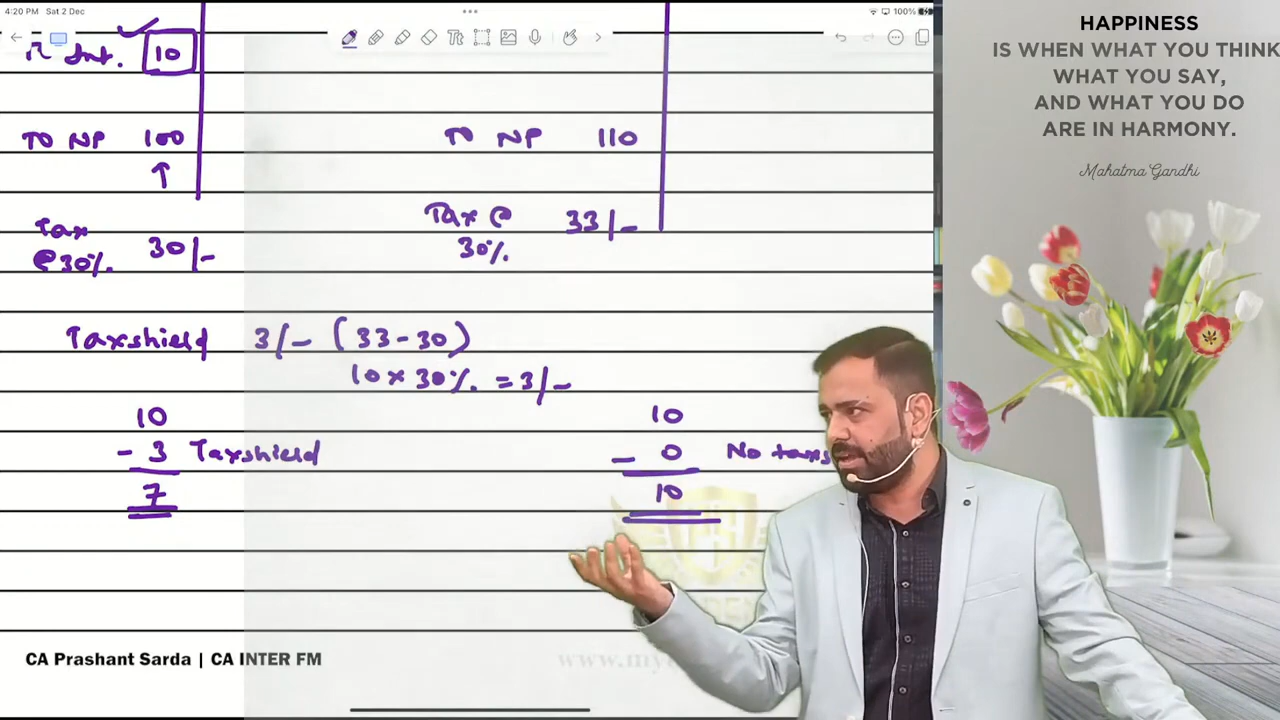 4:20 PM Sat 2 Dec
100%
Int. 10
TO NP 100
TO NP 110
Tax @ 30%. 30/-
Tax @ 30%. 33/-
Taxshield 3/- (33-30)
10 x 30%. = 3/-
10
- 3 Taxshield
7
10
- 0 No taxs
10
CA Prashant Sarda | CA INTER FM
HAPPINESS
IS WHEN WHAT YOU THINK
WHAT YOU SAY,
AND WHAT YOU DO
ARE IN HARMONY.
Mahatma Gandhi